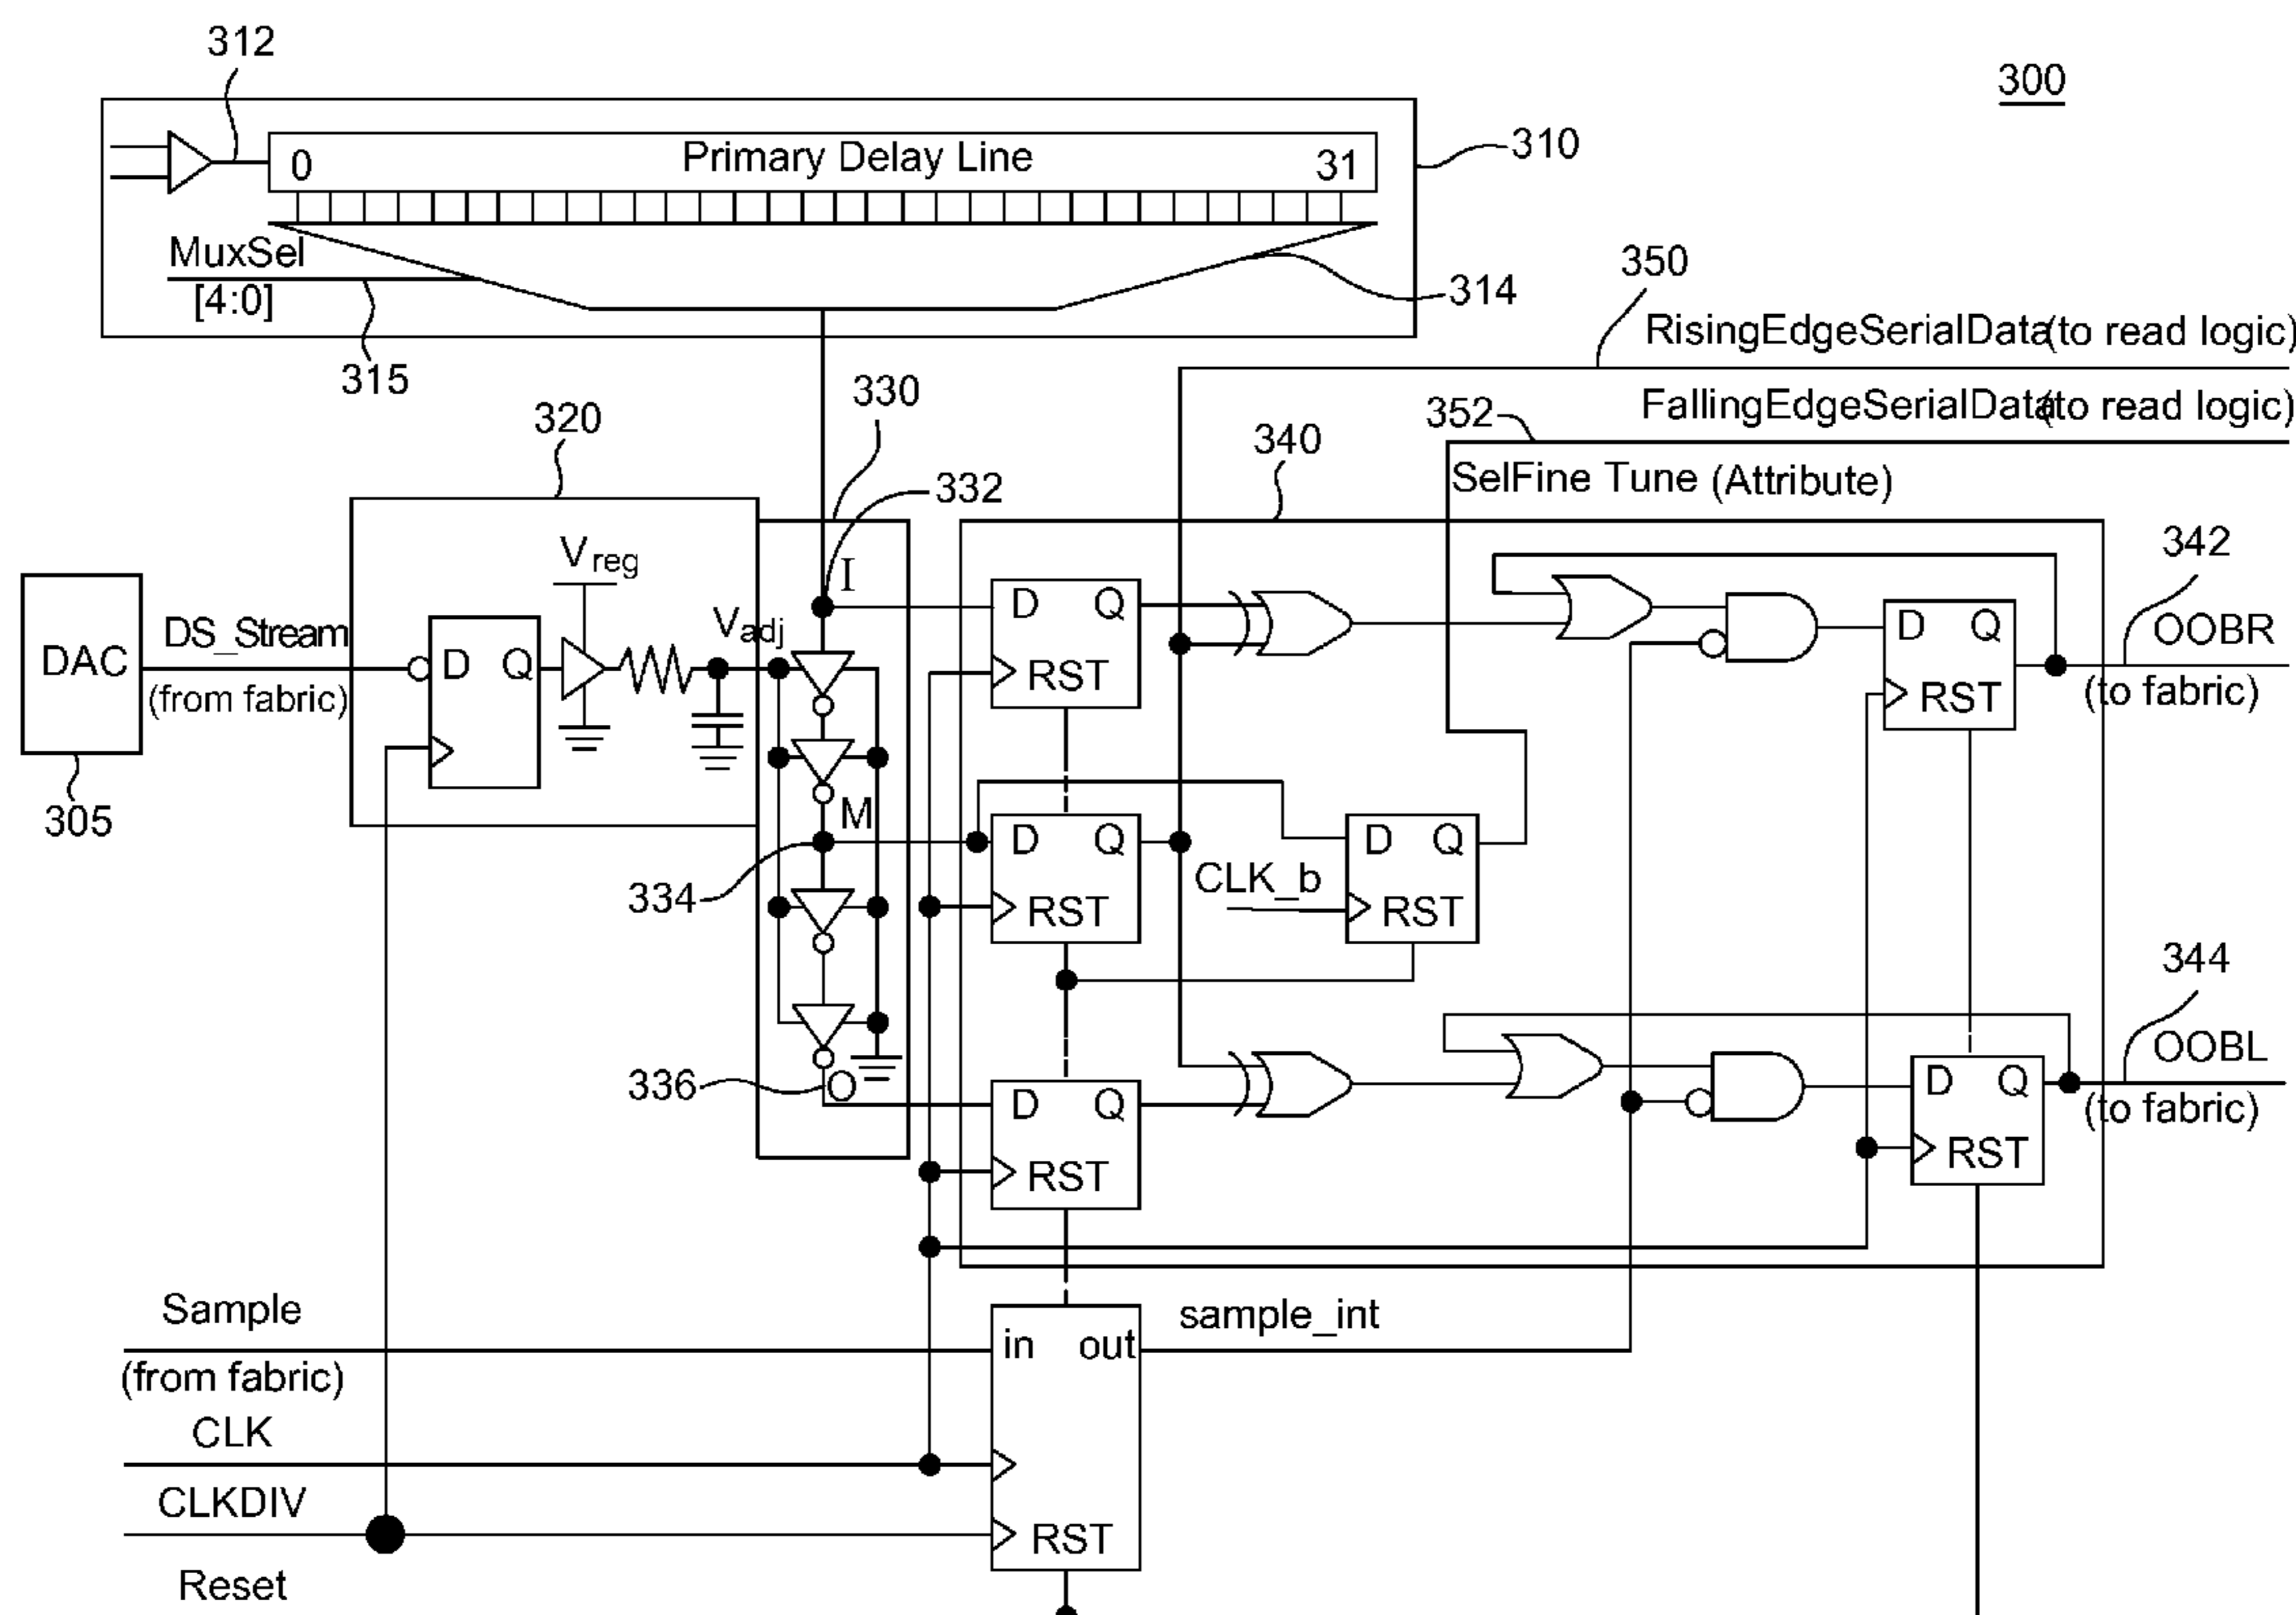 312
300
0 Primary Delay Line 31
310
MuxSel
[4:0]
314
315
350
RisingEdgeSerialData(to read logic)
352
FallingEdgeSerialData(to read logic)
SelFine Tune (Attribute)
320
330
332
340
342
DAC
305
DS_Stream
(from fabric)
D Q
Vreg
Vadj
I
M
334
336
O
D Q
RST
D Q
RST
CLK_b
D Q
RST
D Q
RST
D Q
RST
OOBR
(to fabric)
344
D Q
RST
OOBL
(to fabric)
Sample
(from fabric)
in out
sample_int
CLK
CLKDIV
RST
Reset